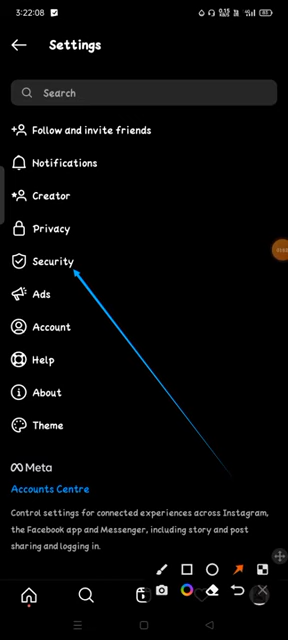 3:22:08
Settings
Search
Follow and invite friends
Notifications
Creator
Privacy
Security
Ads
Account
Help
About
Theme
Meta
Accounts Centre
Control settings for connected experiences across Instagram,
the Facebook app and Messenger, including story and post
sharing and logging in.